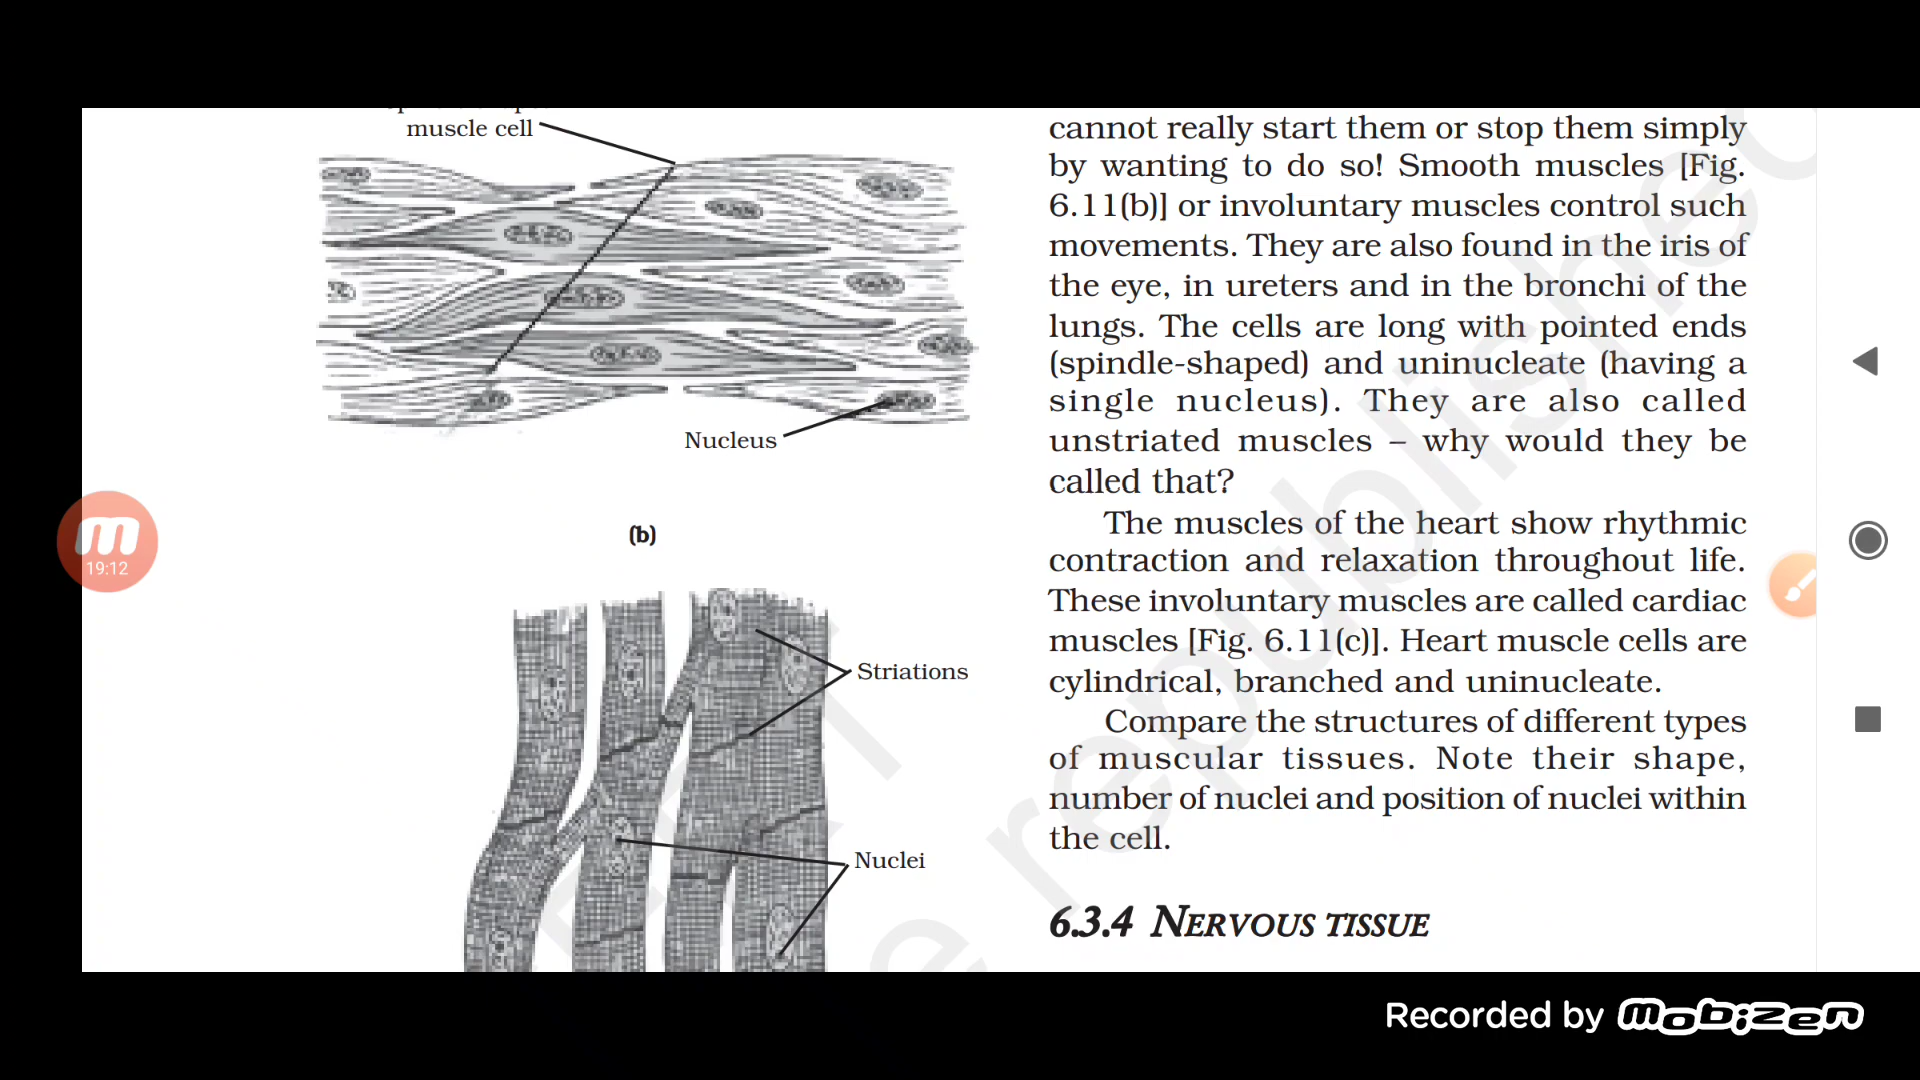 muscle cell
Nucleus
(b)
Striations
Nuclei
cannot really start them or stop them simply
by wanting to do so! Smooth muscles [Fig.
6.11(b)] or involuntary muscles control such
movements. They are also found in the iris of
the eye, in ureters and in the bronchi of the
lungs. The cells are long with pointed ends
(spindle-shaped) and uninucleate (having a
single nucleus). They are also called
unstriated muscles – why would they be
called that?
The muscles of the heart show rhythmic
contraction and relaxation throughout life.
These involuntary muscles are called cardiac
muscles [Fig. 6.11(c)]. Heart muscle cells are
cylindrical, branched and uninucleate.
Compare the structures of different types
of muscular tissues. Note their shape,
number of nuclei and position of nuclei within
the cell.
6.3.4 NERVOUS TISSUE
republished
19:12
Recorded by mobizen